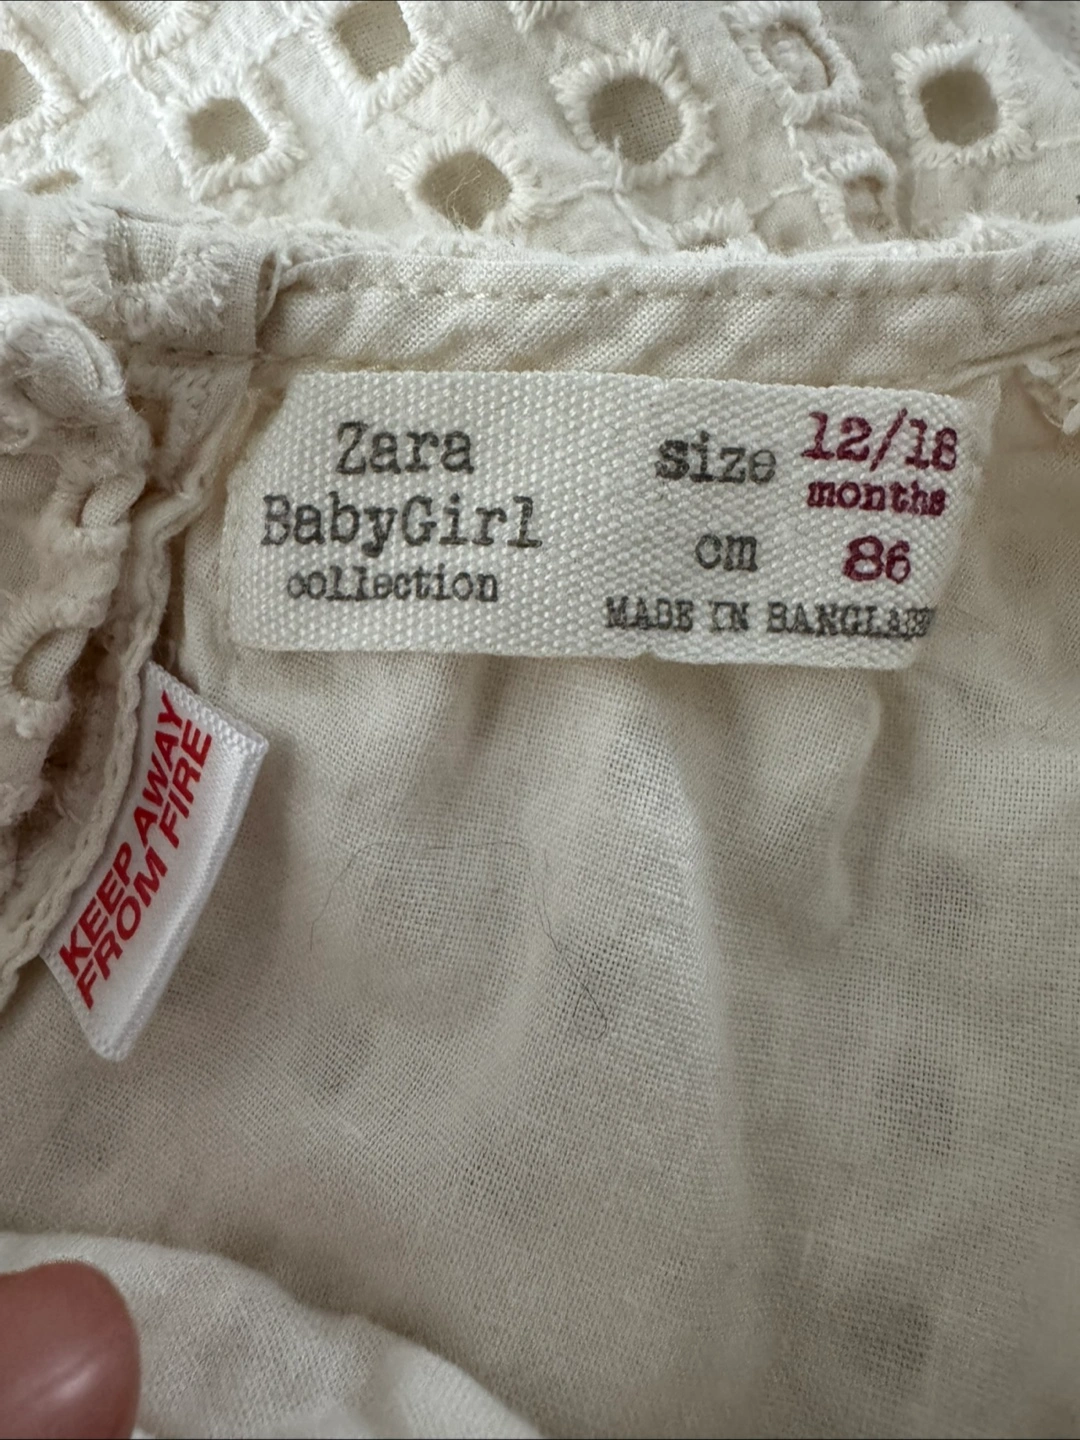 Zara
BabyGirl
collection
size 12/18
months
cm 86
MADE IN
KEEP AWAY
FROM FIRE